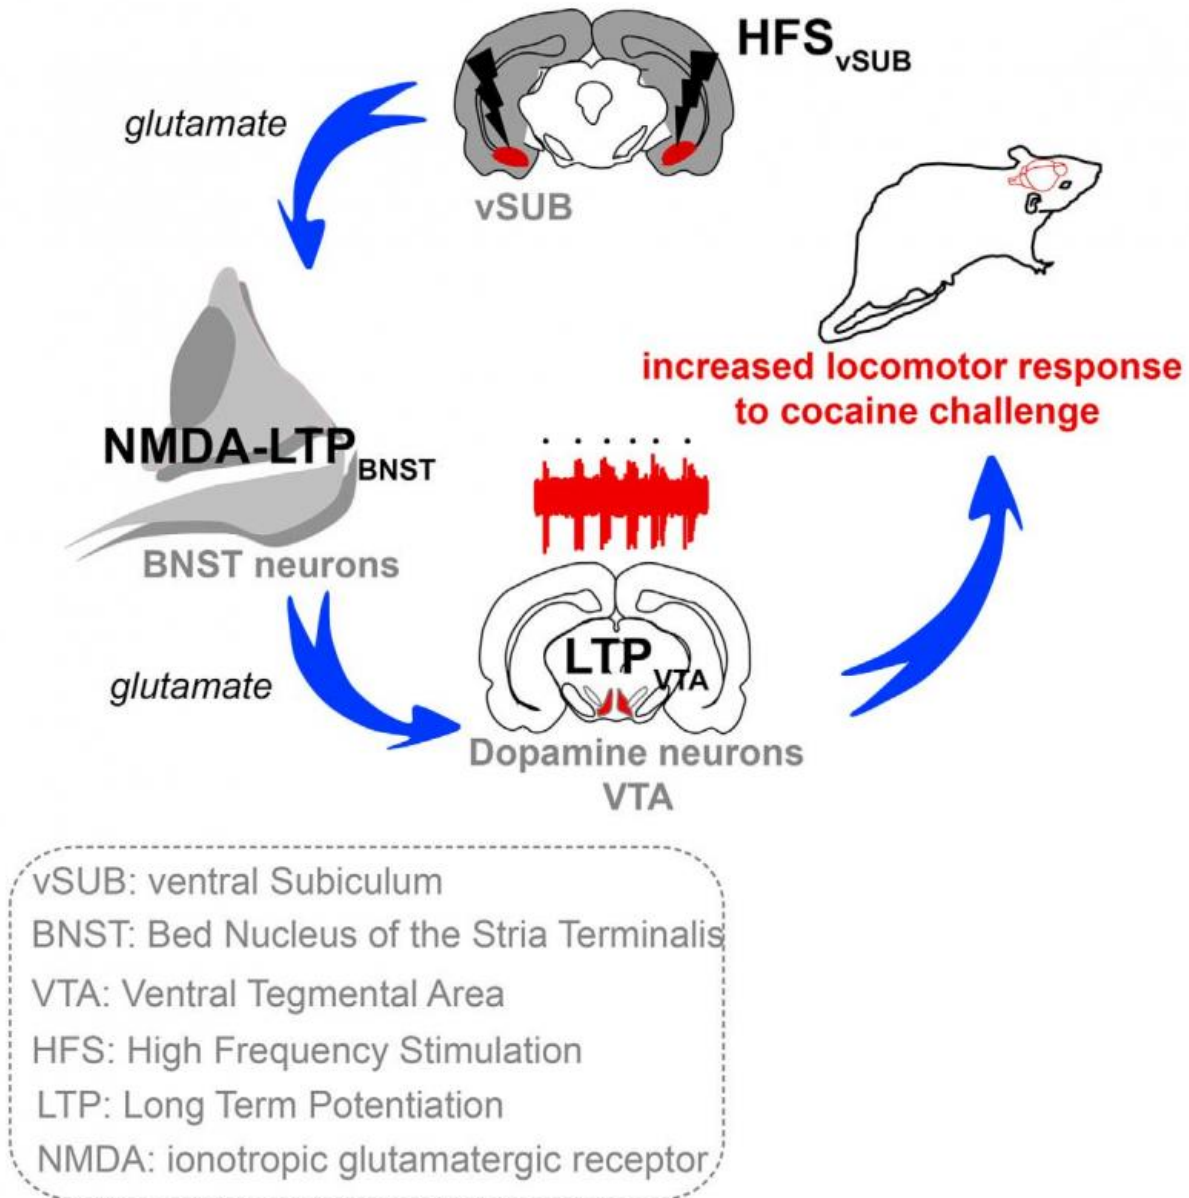 HFSvSUB
glutamate
vSUB
increased locomotor response
to cocaine challenge
NMDA-LTPBNST
BNST neurons
glutamate
LTPVTA
Dopamine neurons
VTA
vSUB: ventral Subiculum
BNST: Bed Nucleus of the Stria Terminalis
VTA: Ventral Tegmental Area
HFS: High Frequency Stimulation
LTP: Long Term Potentiation
NMDA: ionotropic glutamatergic receptor